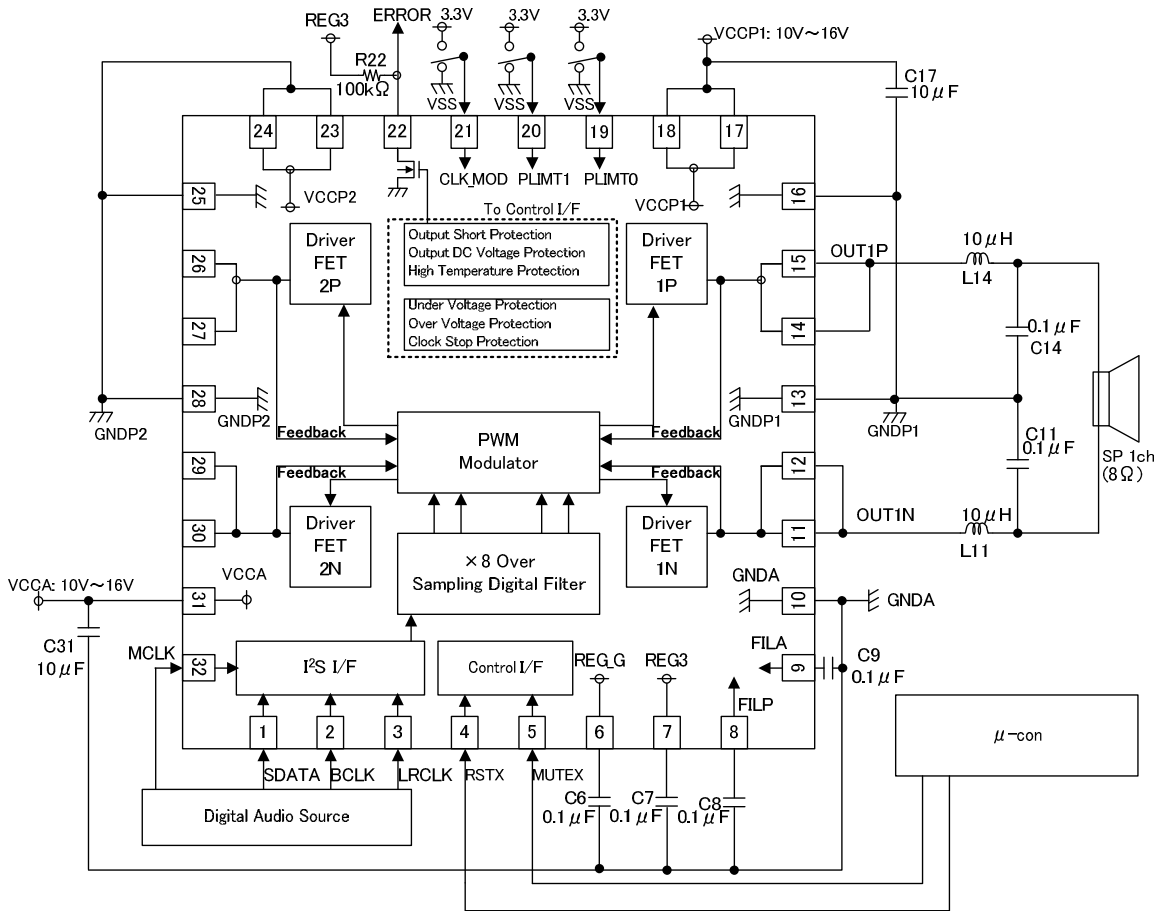 ERROR
3.3V
3.3V
3.3V
REG3
VCCP1: 10V～16V
R22
100kΩ
C17
10μF
VSS
VSS
VSS
24
23
22
21
20
19
18
17
CLK_MOD
PLIMT1
PLIMT0
VCCP2
VCCP1
25
16
To Control I/F
Driver
FET
2P
Output Short Protection
Output DC Voltage Protection
High Temperature Protection
Under Voltage Protection
Over Voltage Protection
Clock Stop Protection
Driver
FET
1P
26
27
15
14
OUT1P
10μH
L14
0.1μF
C14
28
GNDP2
GNDP2
13
GNDP1
GNDP1
Feedback
Feedback
PWM
Modulator
C11
0.1μF
SP 1ch
(8Ω)
29
30
Feedback
Feedback
12
11
OUT1N
10μH
L11
Driver
FET
2N
×8 Over
Sampling Digital Filter
Driver
FET
1N
VCCA: 10V～16V
VCCA
31
GNDA
10
GNDA
C31
10μF
MCLK
32
I²S I/F
Control I/F
REG_G
REG3
FILA
9
C9
0.1μF
FILP
1
2
3
4
5
6
7
8
μ-con
SDATA
BCLK
LRCLK
RSTX
MUTEX
Digital Audio Source
C6
0.1μF
C7
0.1μF
C8
0.1μF